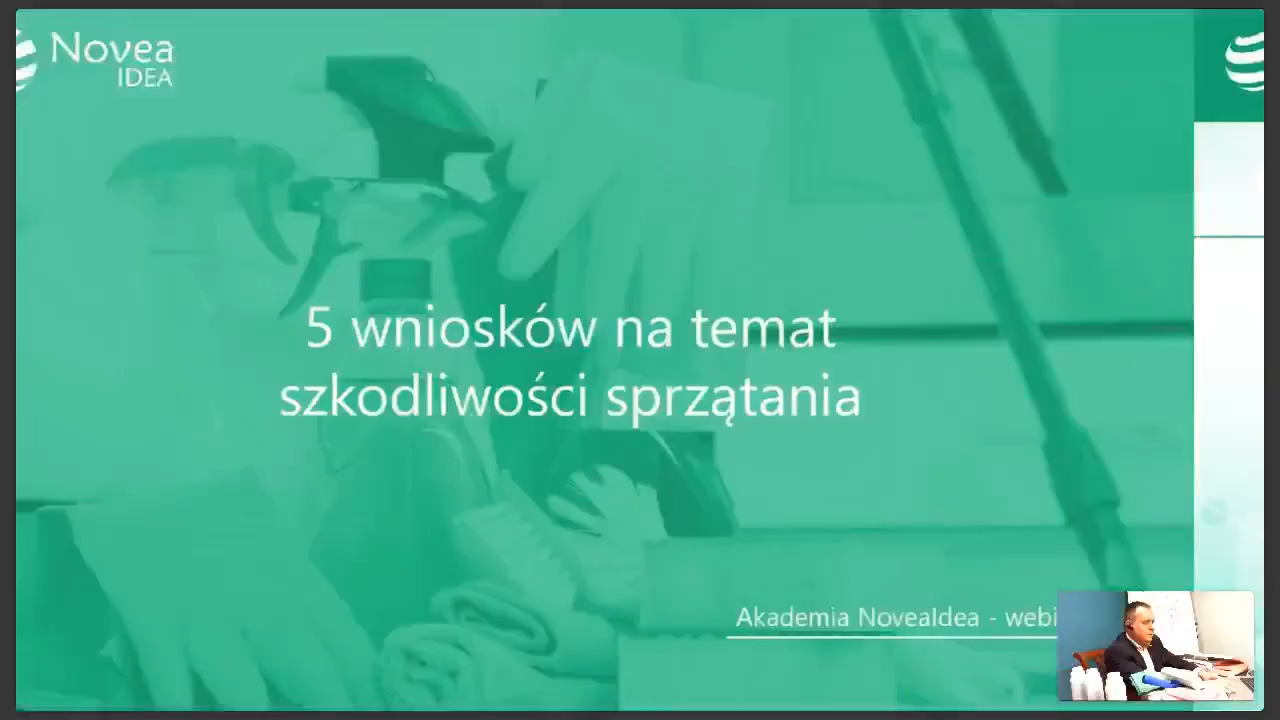 Novea
IDEA
5 wniosków na temat
szkodliwości sprzątania
Akademia NoveaIdea - webi